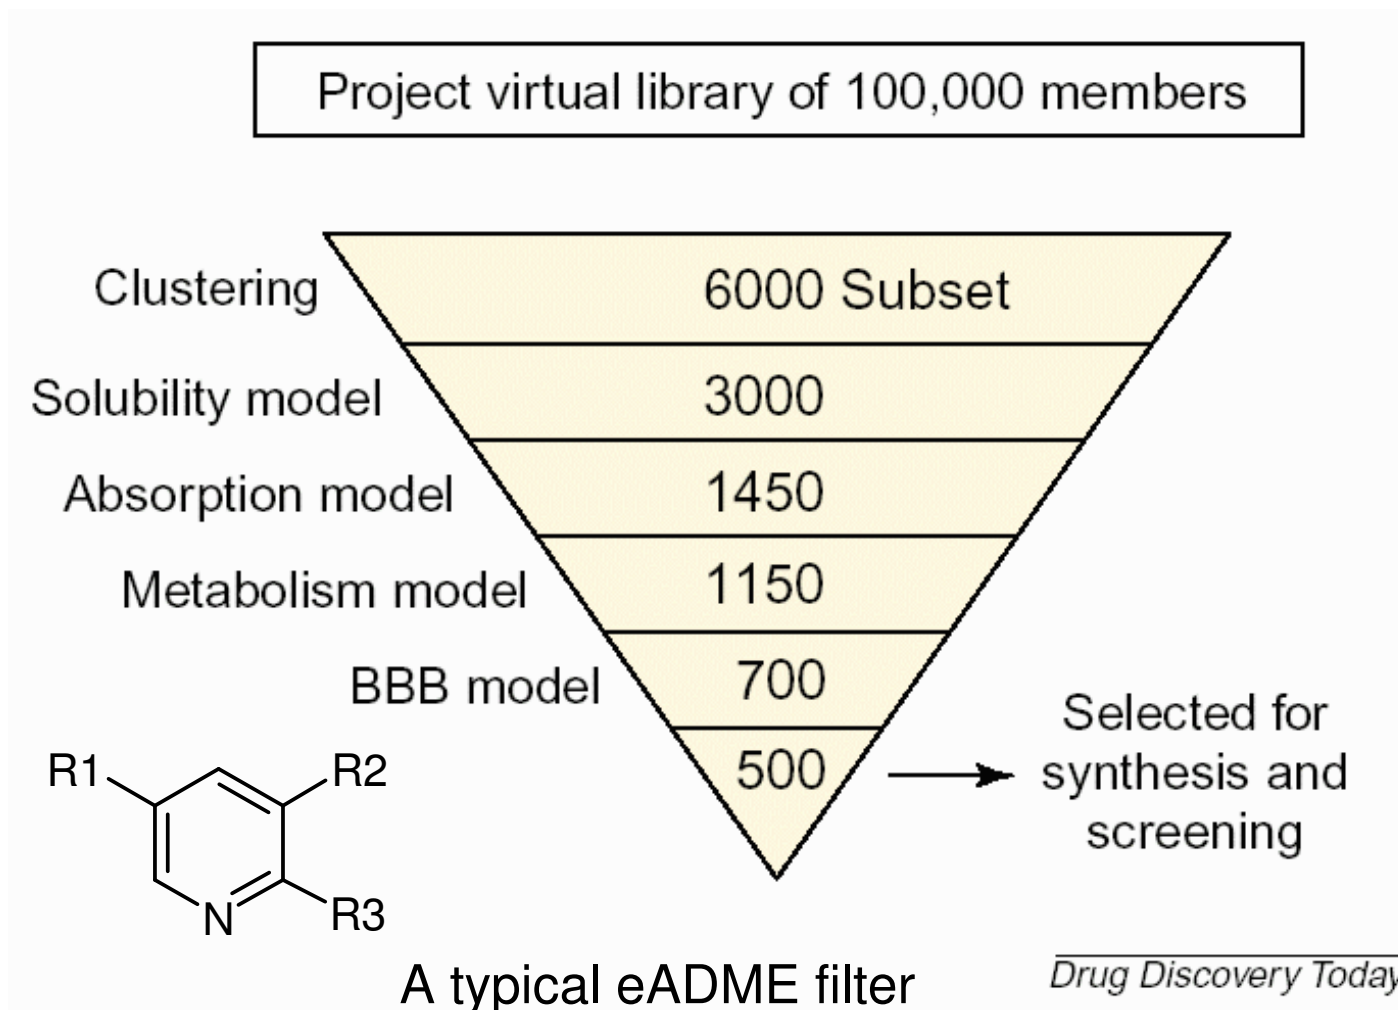 Project virtual library of 100,000 members
Clustering
6000 Subset
Solubility model
3000
Absorption model
1450
Metabolism model
1150
BBB model
700
500
Selected for
synthesis and
screening
R1
R2
N
R3
A typical eADME filter
Drug Discovery Today